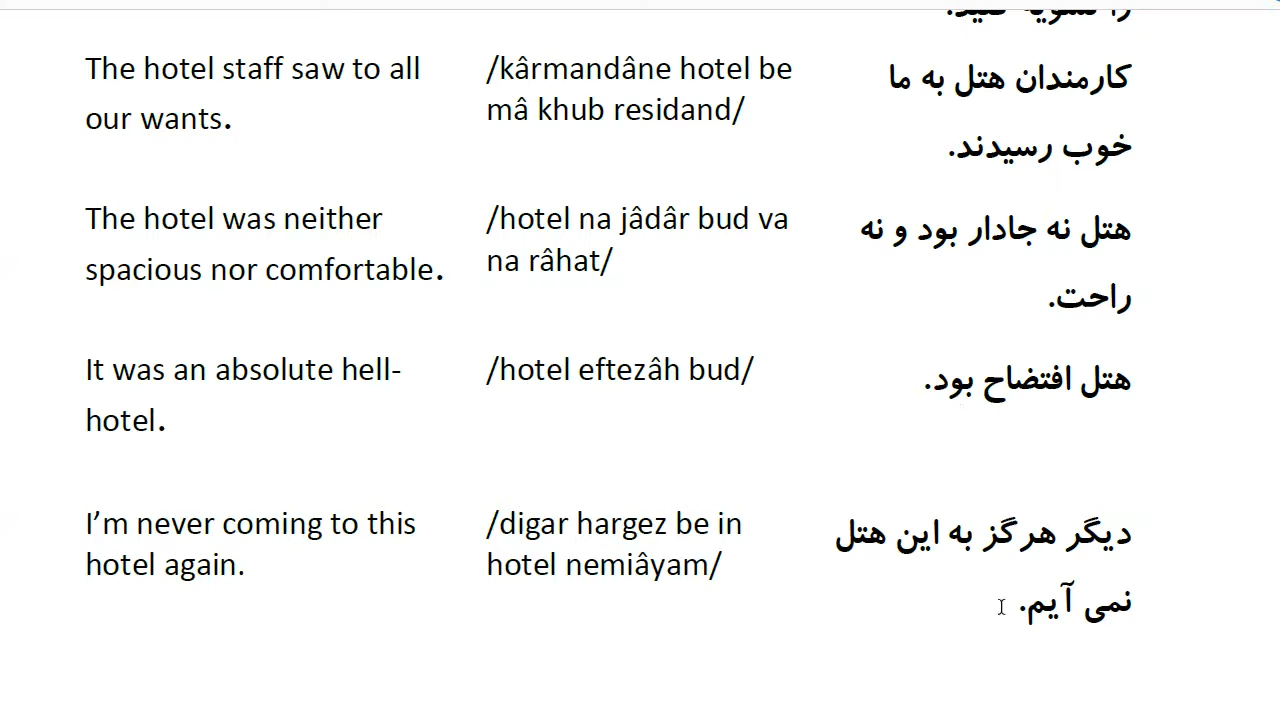 The hotel staff saw to all
our wants.
/kârmandâne hotel be
mâ khub residand/
کارمندان هتل به ما
خوب رسیدند.
The hotel was neither
spacious nor comfortable.
/hotel na jâdâr bud va
na râhat/
هتل نه جادار بود و نه
راحت.
It was an absolute hell-
hotel.
/hotel eftezâh bud/
هتل افتضاح بود.
I’m never coming to this
hotel again.
/digar hargez be in
hotel nemiâyam/
دیگر هرگز به این هتل
نمی آیم.